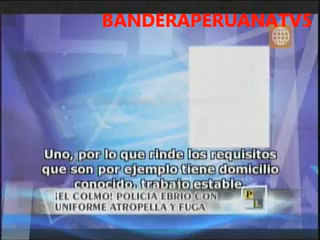 BANDERAPERUANATV5
Uno, por lo que rinde los requisitos
que son por ejemplo tiene domicilio
conocido, trabajo estable.
¡EL COLMO! POLICIA EBRIO CON
UNIFORME ATROPELLA Y FUGA
P
L